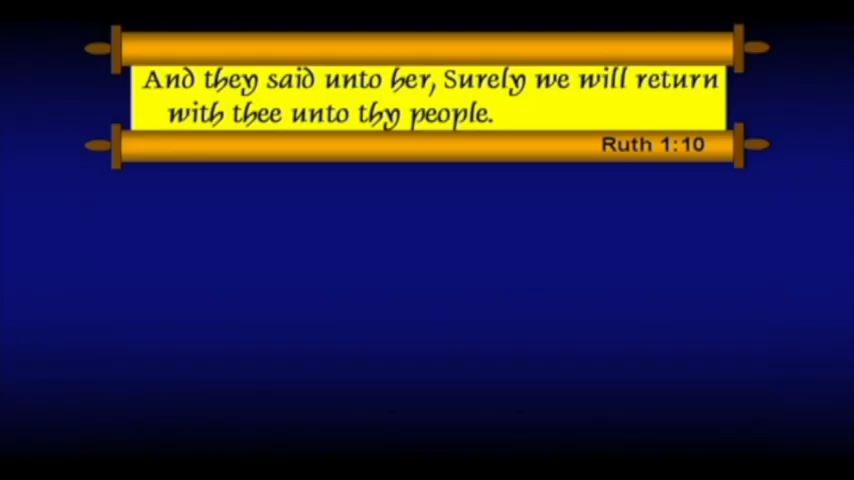 And they said unto her, Surely we will return
with thee unto thy people.
Ruth 1:10